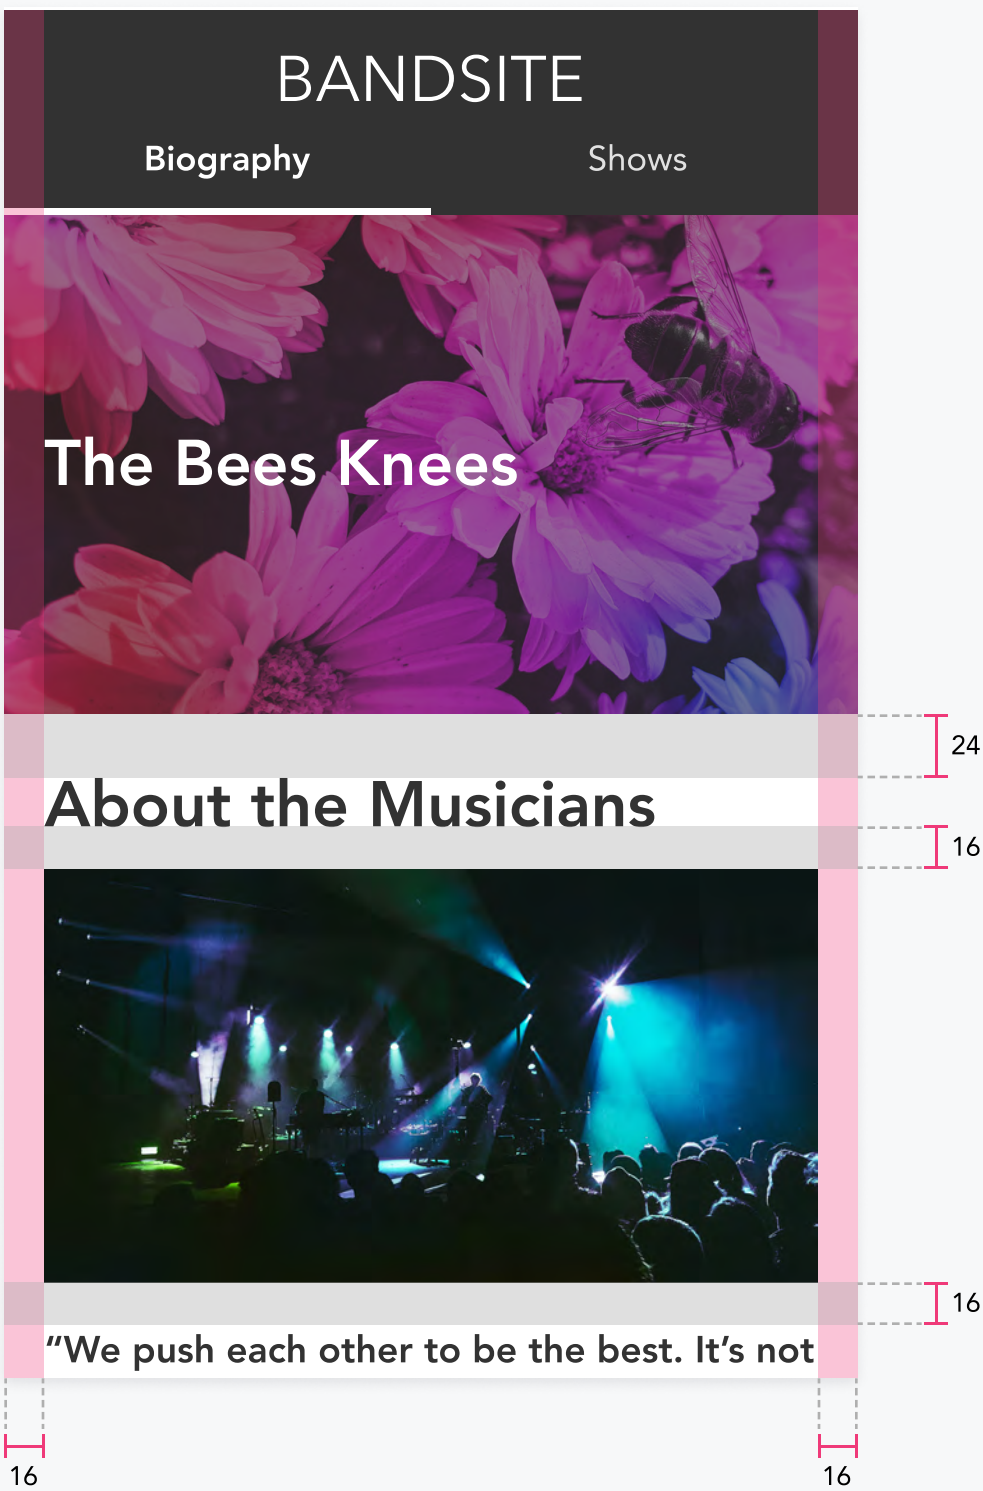 BANDSITE
Biography Shows
The Bees Knees
24
About the Musicians
16
16
“We push each other to be the best. It’s not
16 16